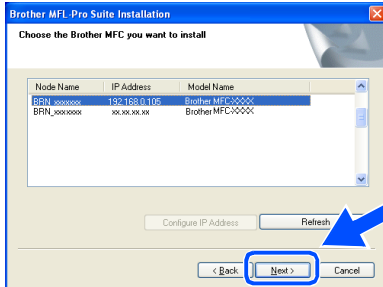 Brother MFL-Pro Suite Installation
Choose the Brother MFC you want to install
Node Name IP Address Model Name
BRN_xxxxxx 192.168.0.105 Brother MFC-XXXX
BRN_xxxxxx xx.xx.xx.xx Brother MFC-XXXX
Configure IP Address Refresh
< Back Next > Cancel